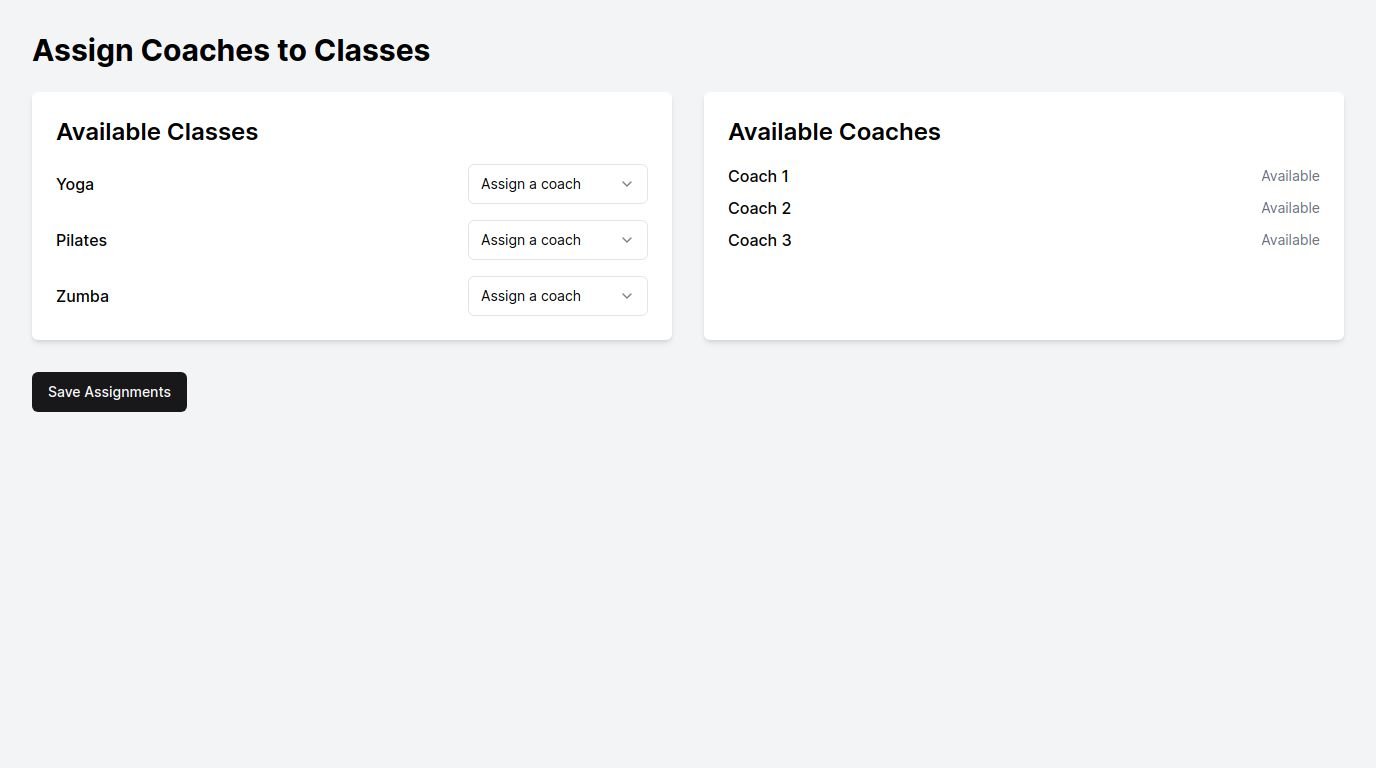 Assign Coaches to Classes
Available Classes
Yoga
Assign a coach
Pilates
Assign a coach
Zumba
Assign a coach
Available Coaches
Coach 1
Available
Coach 2
Available
Coach 3
Available
Save Assignments